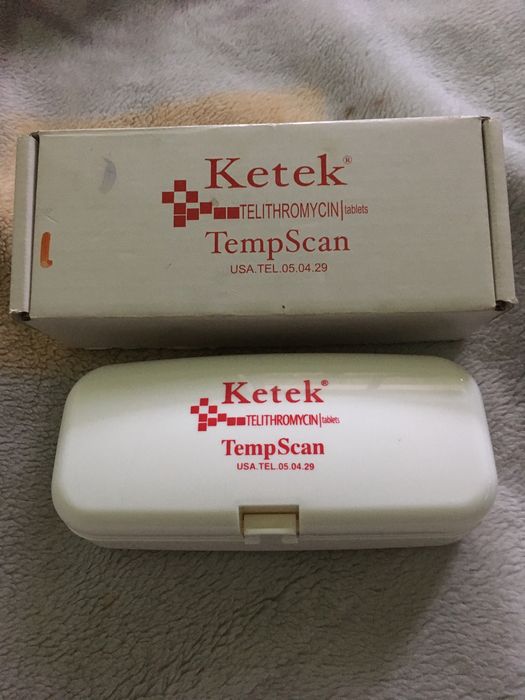 Ketek®
TELITHROMYCIN|tablets
TempScan
USA.TEL.05.04.29
Ketek®
TELITHROMYCIN|tablets
TempScan
USA.TEL.05.04.29